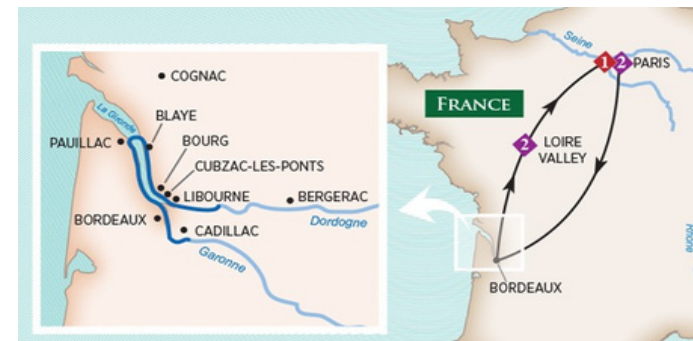 COGNAC
La Gironde
BLAYE
PAUILLAC
BOURG
CUBZAC-LES-PONTS
LIBOURNE
BERGERAC
BORDEAUX
Dordogne
CADILLAC
Garonne
Seine
1
2
PARIS
FRANCE
2
LOIRE
VALLEY
BORDEAUX
Rhône